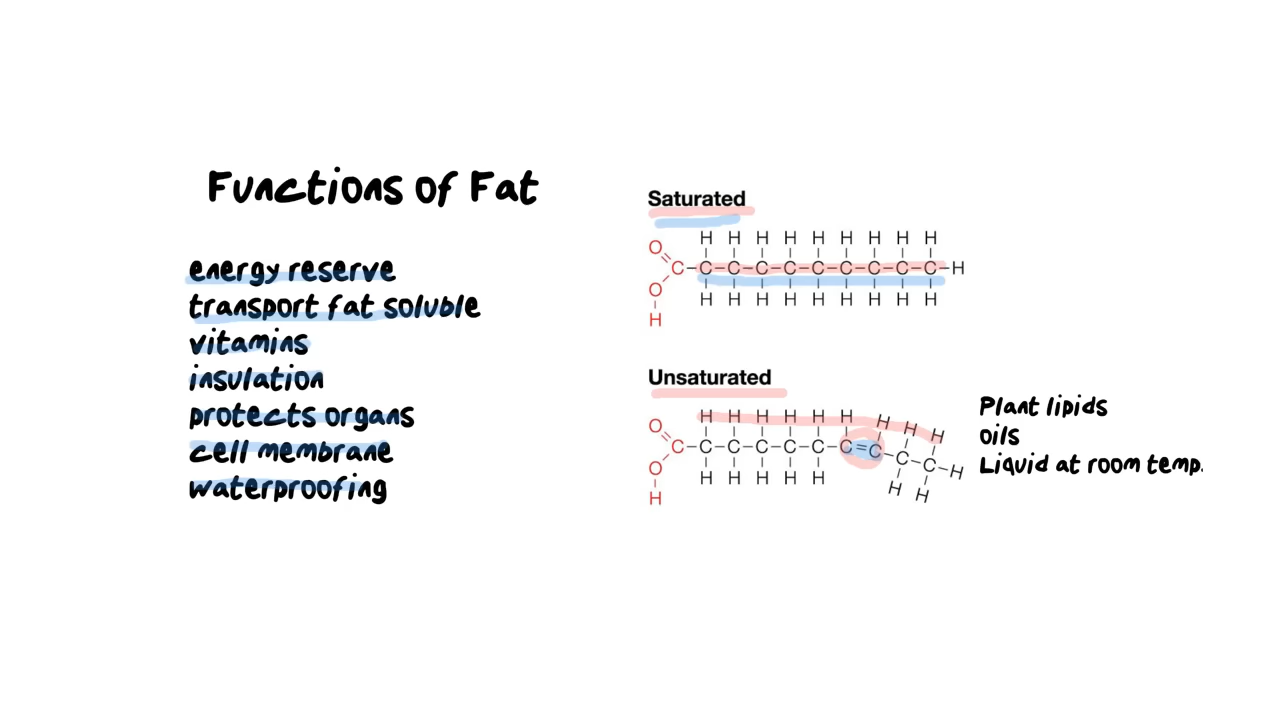 Functions of Fat
energy reserve
transport fat soluble
vitamins
insulation
protects organs
cell membrane
waterproofing
Saturated
H H H H H H H H H
O
C-C-C-C-C-C-C-C-C-C-H
O
H H H H H H H H H
H
Unsaturated
H H H H H H H H H
O
C-C-C-C-C-C-C=C-C-C-H
O
H H H H H H H
H
Plant lipids
oils
Liquid at room temp.